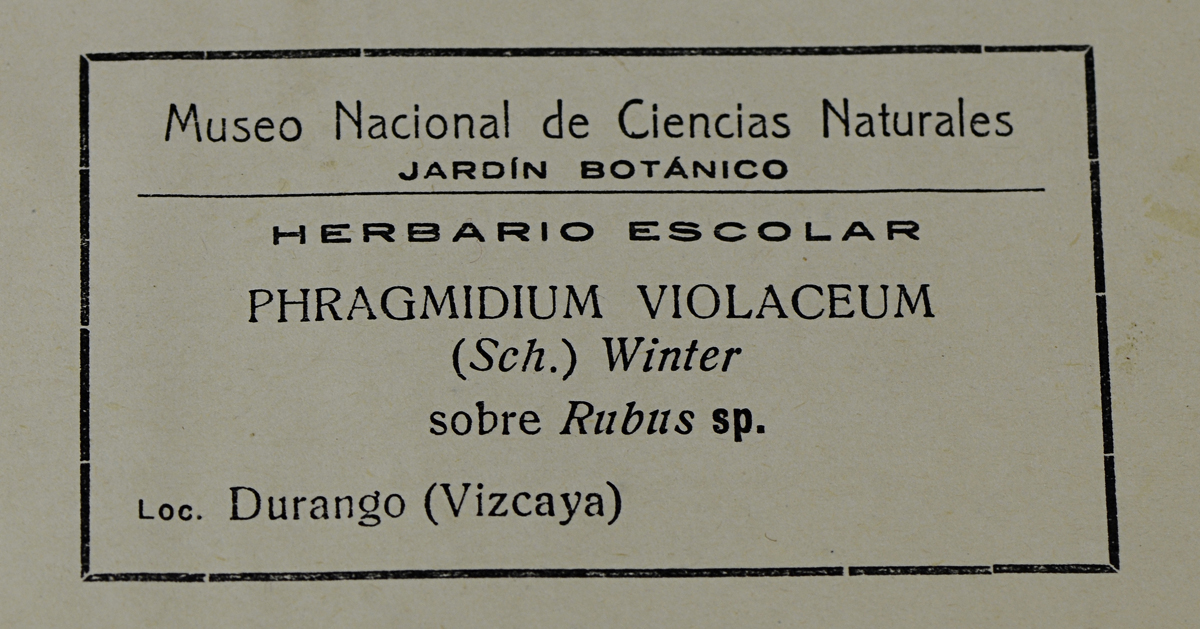 Museo Nacional de Ciencias Naturales
JARDÍN BOTÁNICO
HERBARIO ESCOLAR
PHRAGMIDIUM VIOLACEUM
(Sch.) Winter
sobre Rubus sp.
Loc. Durango (Vizcaya)